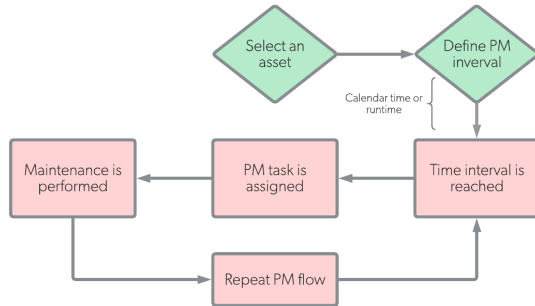 Select an
asset
Define PM
inverval
Calendar time or
runtime
Maintenance is
performed
PM task is
assigned
Time interval is
reached
Repeat PM flow